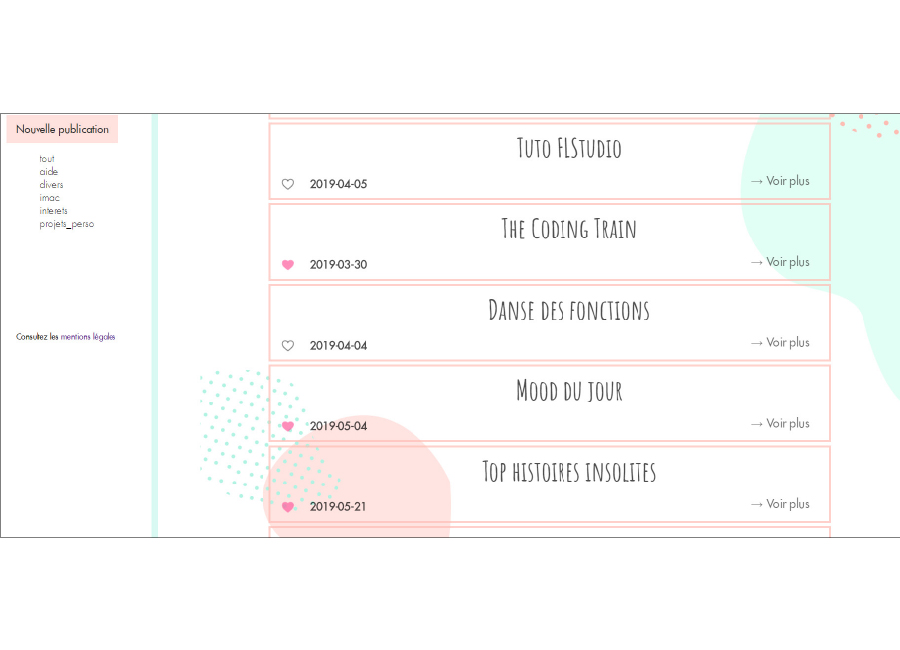 Nouvelle publication
tout
aide
divers
imac
interets
projets_perso
Consultez les mentions légales
Tuto FLStudio
2019-04-05
→ Voir plus
The Coding Train
2019-03-30
→ Voir plus
Danse des fonctions
2019-04-04
→ Voir plus
Mood du jour
2019-05-04
→ Voir plus
Top histoires insolites
2019-05-21
→ Voir plus